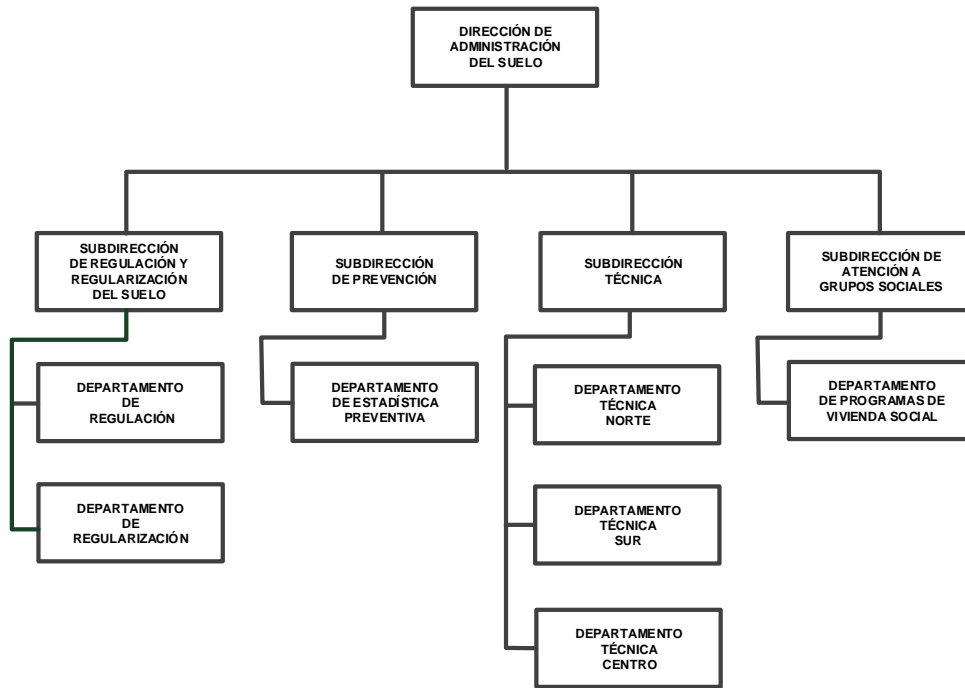 DIRECCIÓN DE
ADMINISTRACIÓN
DEL SUELO
SUBDIRECCIÓN
DE REGULACIÓN Y
REGULARIZACIÓN
DEL SUELO
SUBDIRECCIÓN
DE PREVENCIÓN
SUBDIRECCIÓN
TÉCNICA
SUBDIRECCIÓN DE
ATENCIÓN A
GRUPOS SOCIALES
DEPARTAMENTO
DE
REGULACIÓN
DEPARTAMENTO
DE ESTADÍSTICA
PREVENTIVA
DEPARTAMENTO
TÉCNICA
NORTE
DEPARTAMENTO
DE PROGRAMAS DE
VIVIENDA SOCIAL
DEPARTAMENTO
DE
REGULARIZACIÓN
DEPARTAMENTO
TÉCNICA
SUR
DEPARTAMENTO
TÉCNICA
CENTRO